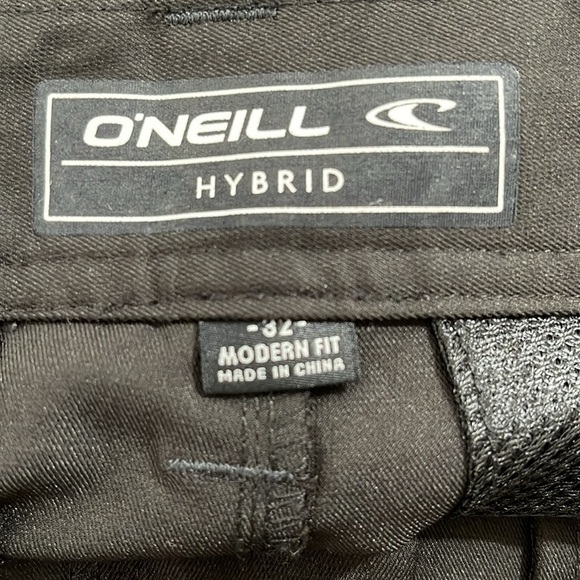 O'NEILL
HYBRID
-32-
MODERN FIT
MADE IN CHINA